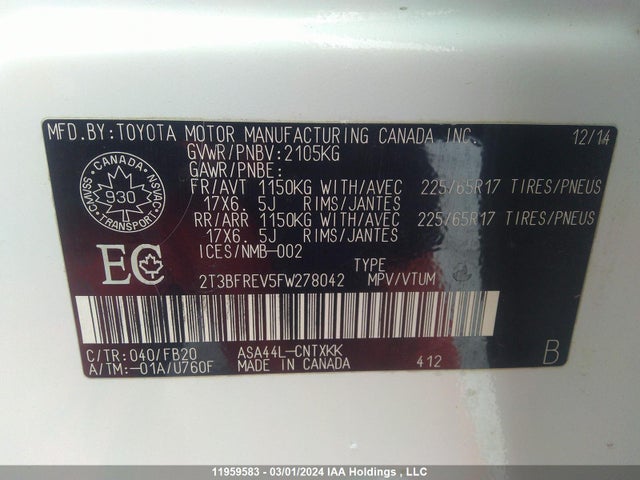 MFD.BY:TOYOTA MOTOR MANUFACTURING CANADA INC. 12/14
GVWR/PNBV:2105KG
GAWR/PNBE:
FR/AVT 1150KG WITH/AVEC 225/65R17 TIRES/PNEUS
17X6.5J RIMS/JANTES
RR/ARR 1150KG WITH/AVEC 225/65R17 TIRES/PNEUS
17X6.5J RIMS/JANTES
ICES/NMB-002
CANADA
CMVSS
NSVAC
930
TRANSPORT
EC
TYPE
2T3BFREV5FW278042 MPV/VTUM
C/TR:040/FB20 ASA44L-CNTXKK
A/TM:-01A/U760F MADE IN CANADA 412 B
11959583 - 03/01/2024 IAA Holdings , LLC